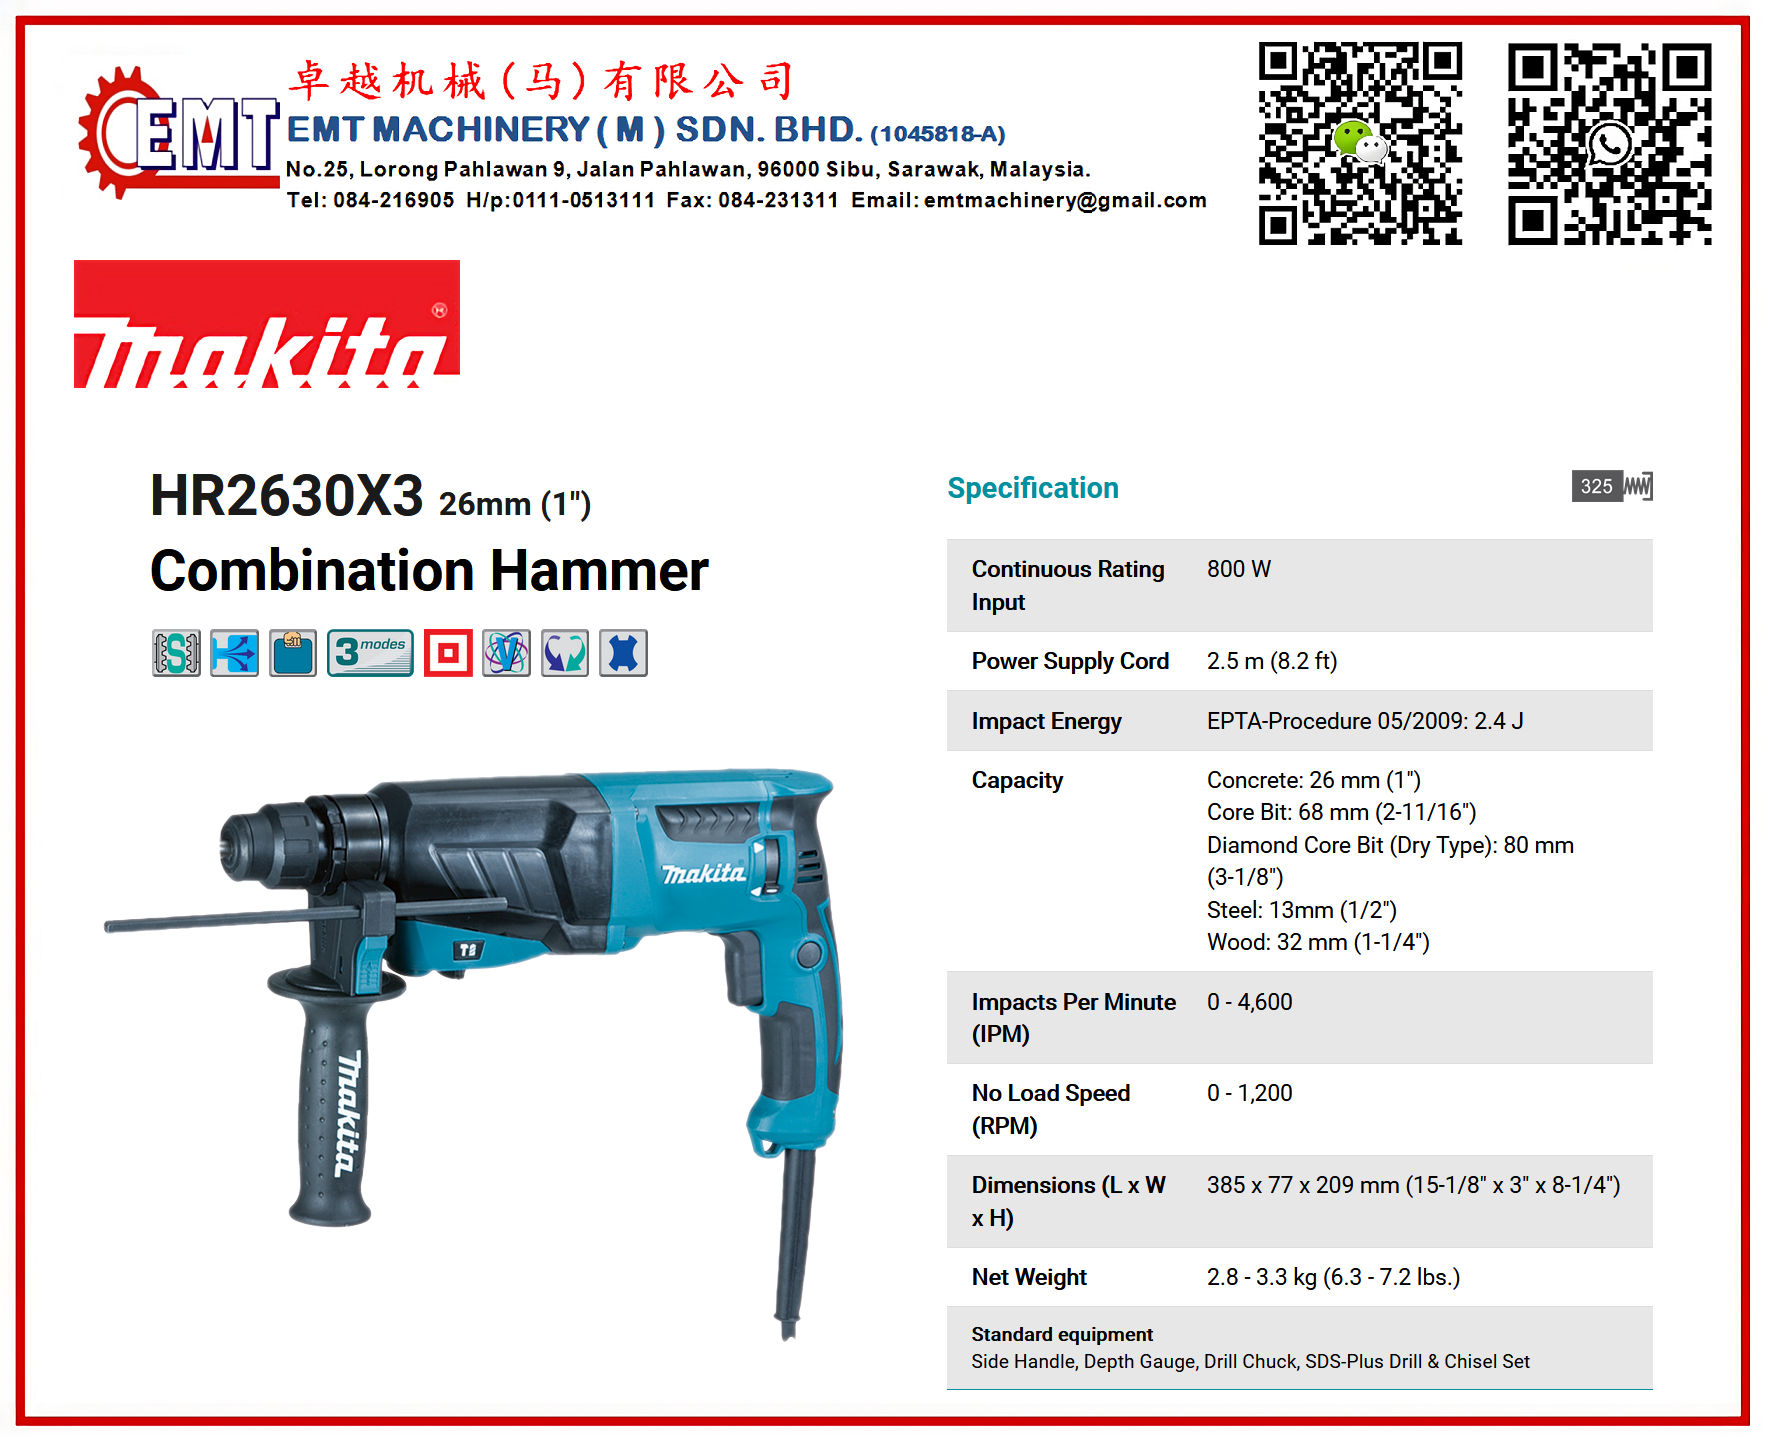 卓越机械(马)有限公司
EMT
EMT MACHINERY ( M ) SDN. BHD. (1045818-A)
No.25, Lorong Pahlawan 9, Jalan Pahlawan, 96000 Sibu, Sarawak, Malaysia.
Tel: 084-216905 H/p:0111-0513111 Fax: 084-231311 Email: emtmachinery@gmail.com
makita
HR2630X3 26mm (1")
Combination Hammer
S
3 modes
V
makita
T8
makita
Specification
325
Continuous Rating Input
800 W
Power Supply Cord
2.5 m (8.2 ft)
Impact Energy
EPTA-Procedure 05/2009: 2.4 J
Capacity
Concrete: 26 mm (1")
Core Bit: 68 mm (2-11/16")
Diamond Core Bit (Dry Type): 80 mm
(3-1/8")
Steel: 13mm (1/2")
Wood: 32 mm (1-1/4")
Impacts Per Minute
(IPM)
0 - 4,600
No Load Speed
(RPM)
0 - 1,200
Dimensions (L x W
x H)
385 x 77 x 209 mm (15-1/8" x 3" x 8-1/4")
Net Weight
2.8 - 3.3 kg (6.3 - 7.2 lbs.)
Standard equipment
Side Handle, Depth Gauge, Drill Chuck, SDS-Plus Drill & Chisel Set